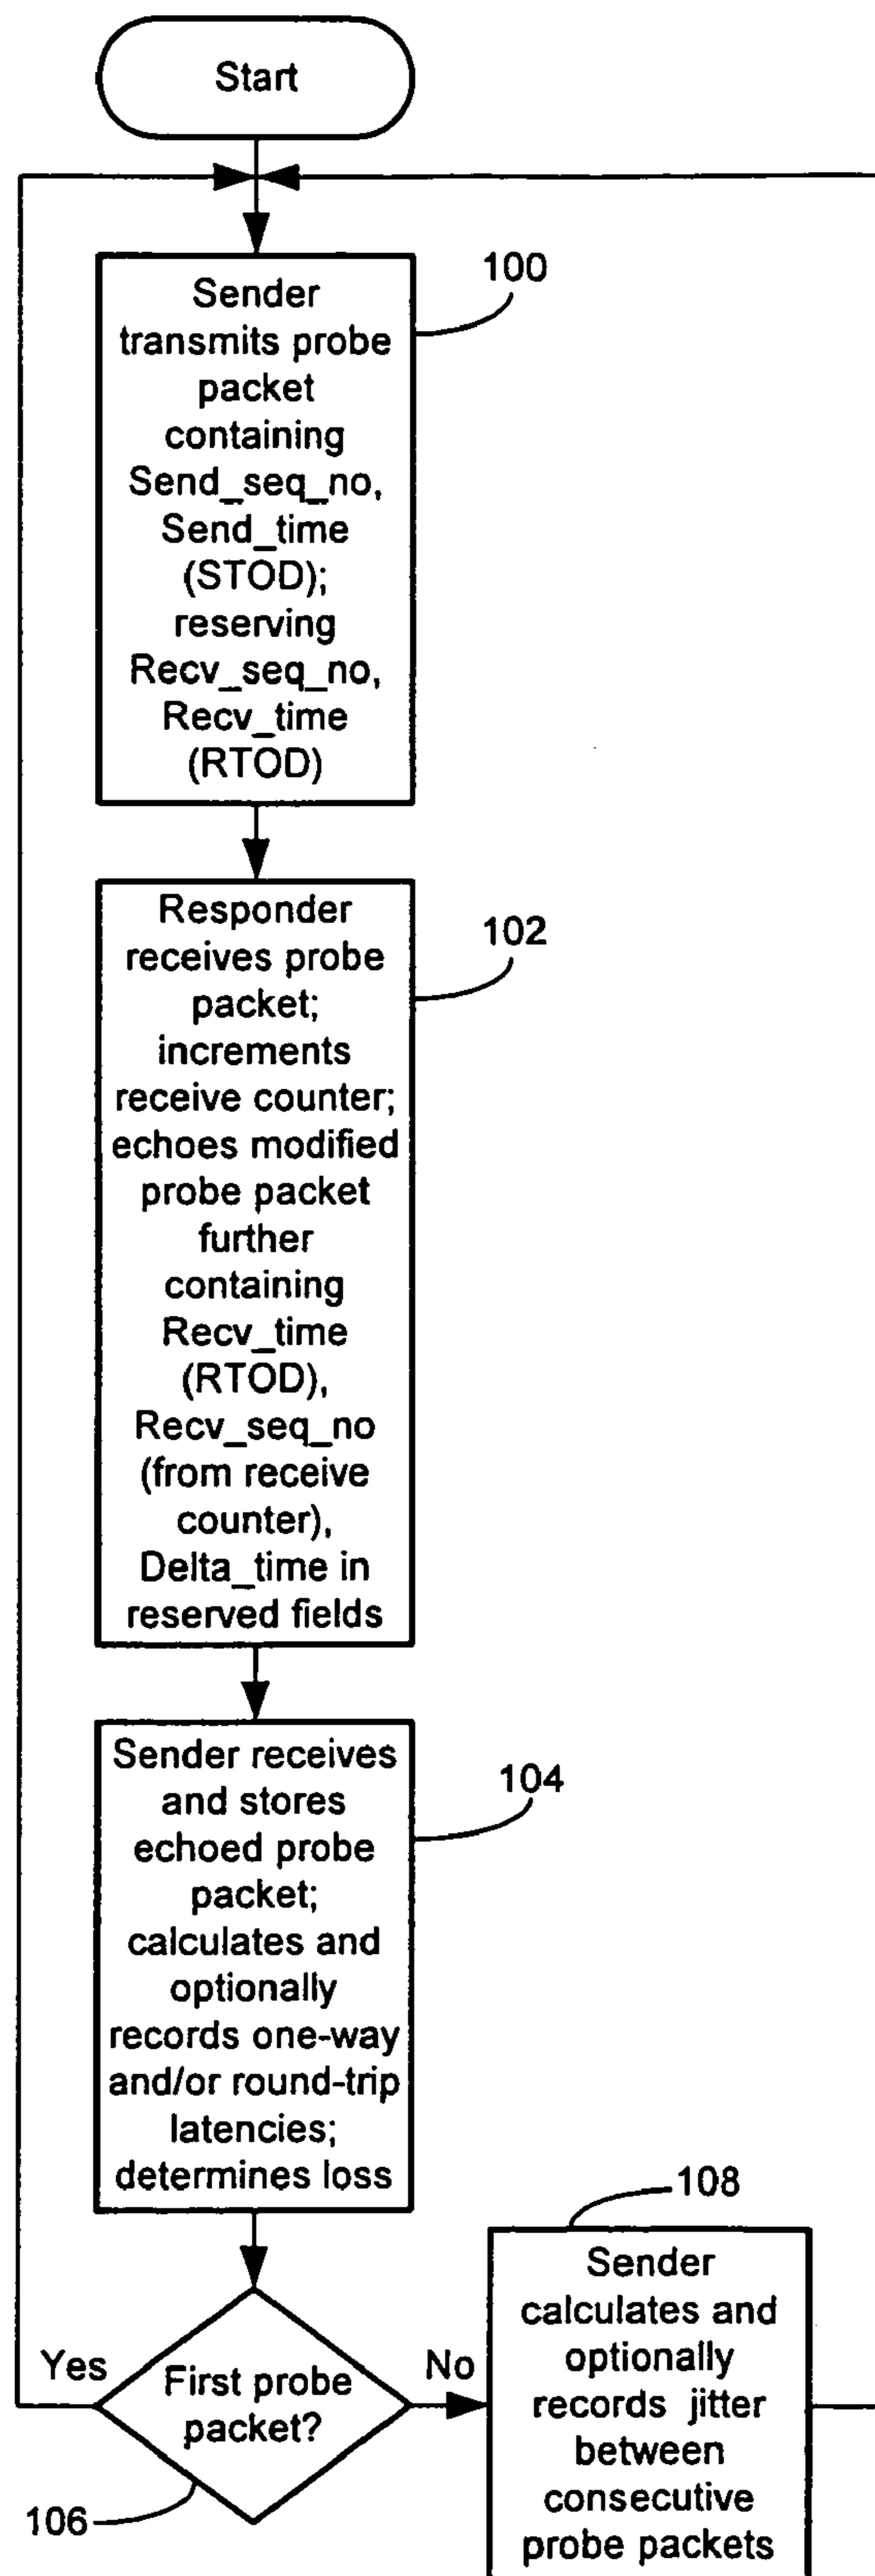 Start
100
Sender
transmits probe
packet
containing
Send_seq_no,
Send_time
(STOD);
reserving
Recv_seq_no,
Recv_time
(RTOD)
102
Responder
receives probe
packet;
increments
receive counter;
echoes modified
probe packet
further
containing
Recv_time
(RTOD),
Recv_seq_no
(from receive
counter),
Delta_time in
reserved fields
104
Sender receives
and stores
echoed probe
packet;
calculates and
optionally
records one-way
and/or round-trip
latencies;
determines loss
106
First probe
packet?
Yes
No
108
Sender
calculates and
optionally
records jitter
between
consecutive
probe packets